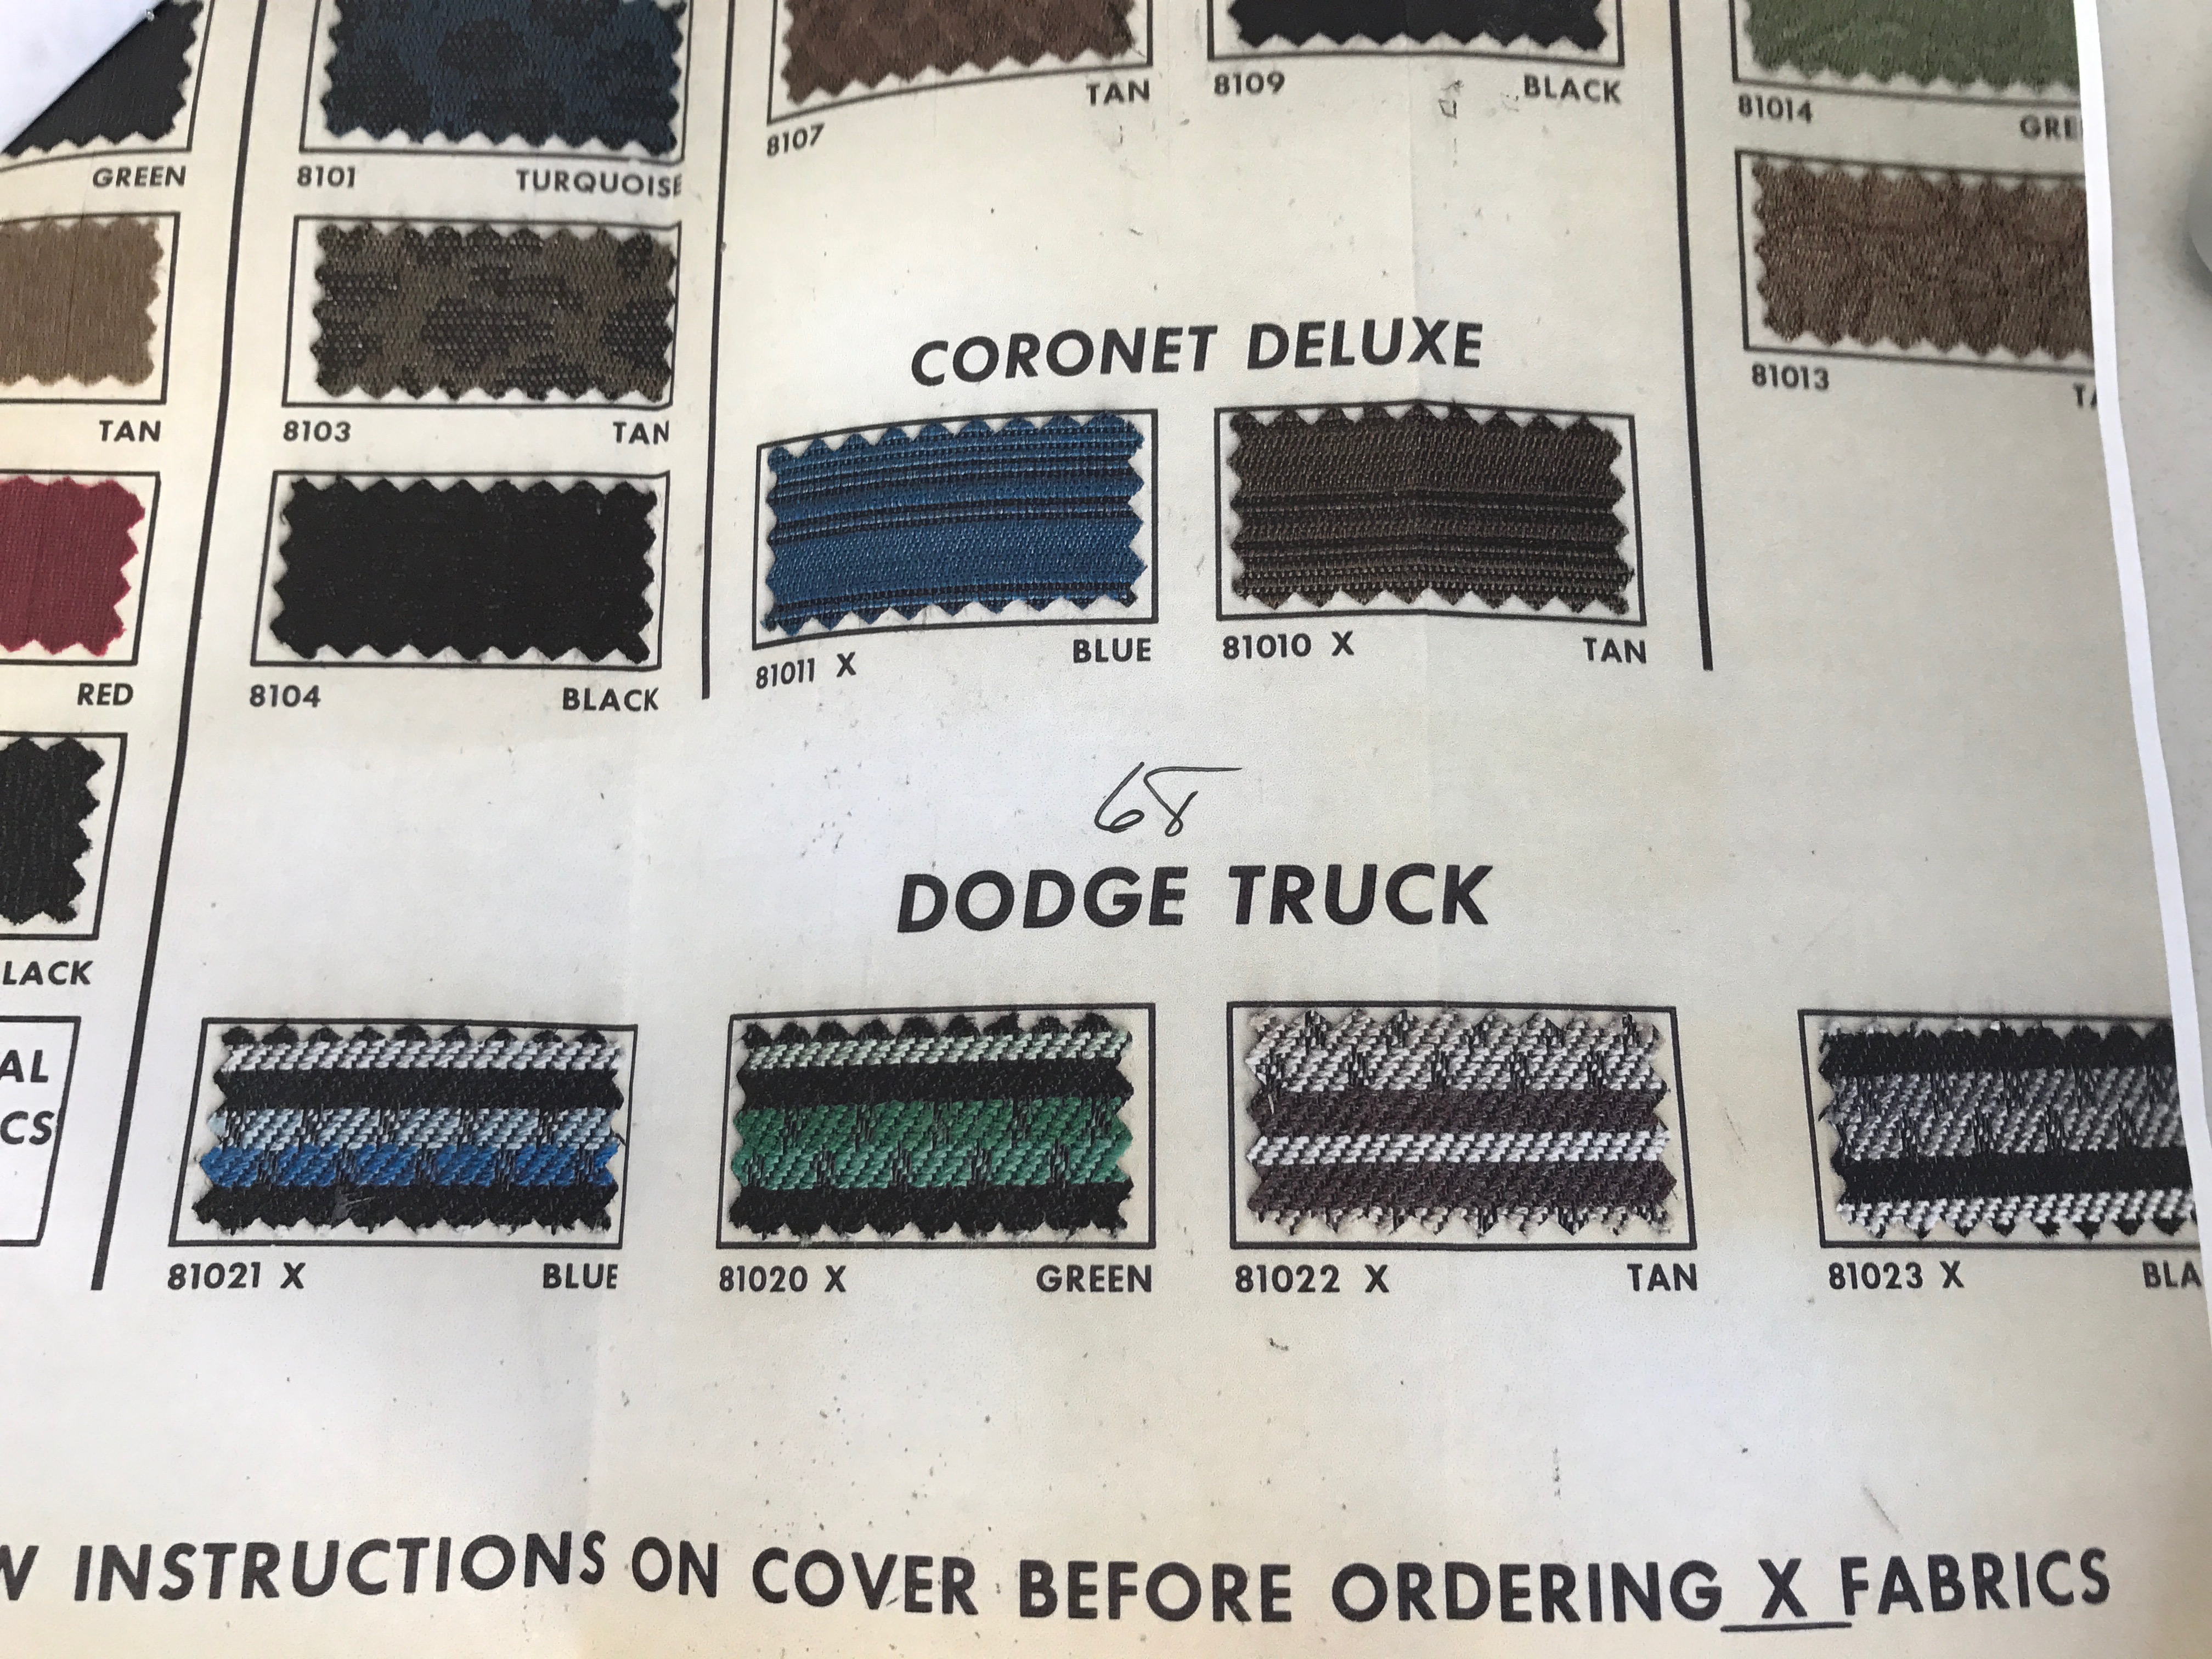 TAN
8109 BLACK
81014
8107
GREEN
8101 TURQUOISE
CORONET DELUXE
81013
TAN
8103 TAN
81011 X BLUE
81010 X TAN
RED
8104 BLACK
68
DODGE TRUCK
81021 X BLUE
81020 X GREEN
81022 X TAN
81023 X
INSTRUCTIONS ON COVER BEFORE ORDERING X FABRICS